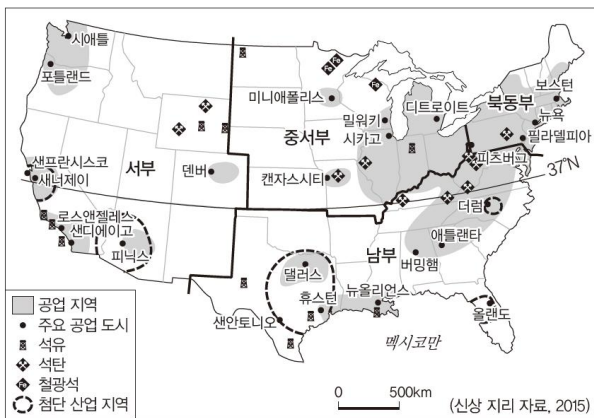 시애틀
포틀랜드
미니애폴리스
보스턴
디트로이트
북동부
밀워키
뉴욕
중서부
시카고
필라델피아
피츠버그
37°N
샌프란시스코
새너제이
서부
덴버
캔자스시티
더럼
로스앤젤레스
샌디에이고
피닉스
애틀랜타
남부
버밍햄
댈러스
휴스턴
뉴올리언스
올랜도
샌안토니오
멕시코만
공업 지역
주요 공업 도시
석유
석탄
Fe 철광석
첨단 산업 지역
0 500km
(신상 지리 자료, 2015)